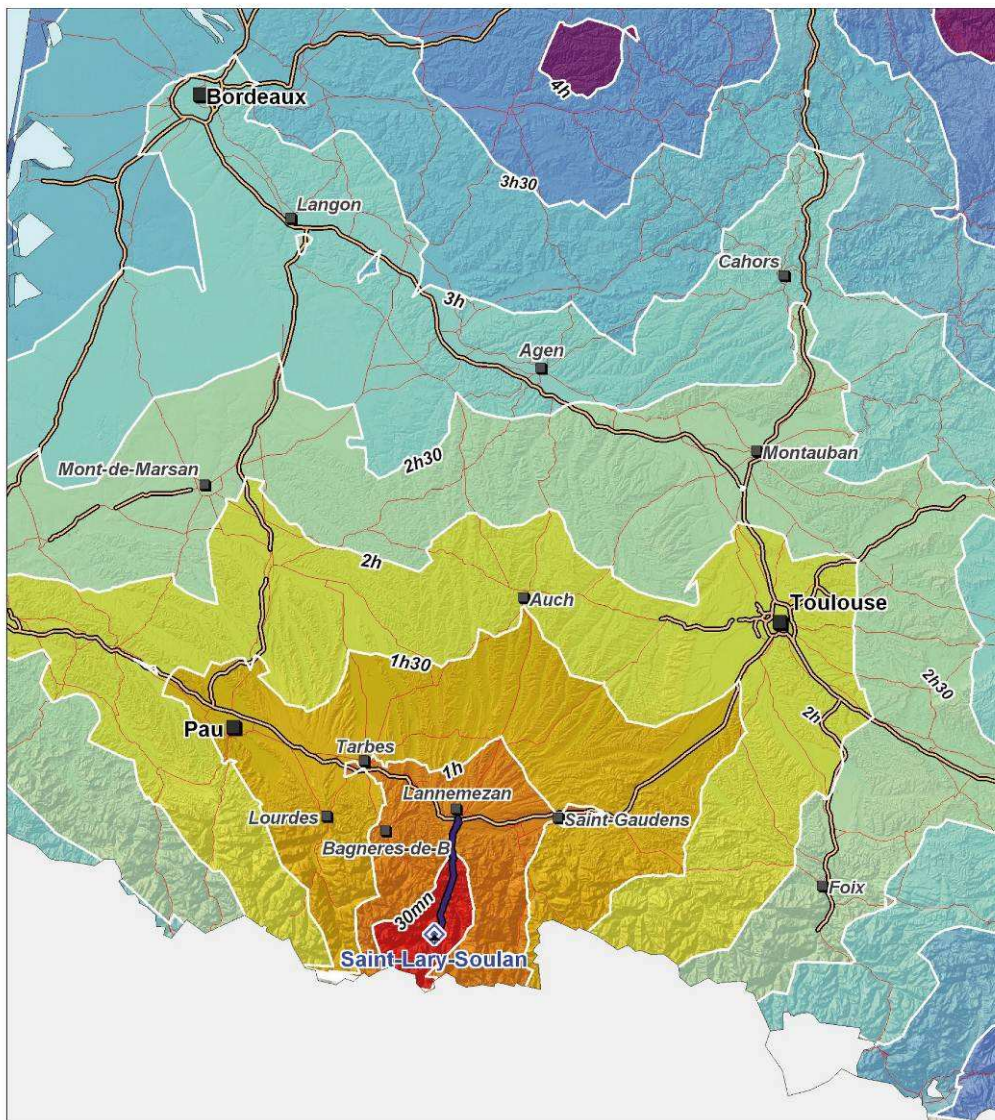 4h
Bordeaux
3h30
Langon
Cahors
3h
Agen
Montauban
2h30
Mont-de-Marsan
2h
Auch
Toulouse
1h30
2h30
2h
Pau
Tarbes
1h
Lannemezan
Lourdes
Saint-Gaudens
Bagneres-de-B
Foix
30mn
Saint-Lary-Soulan